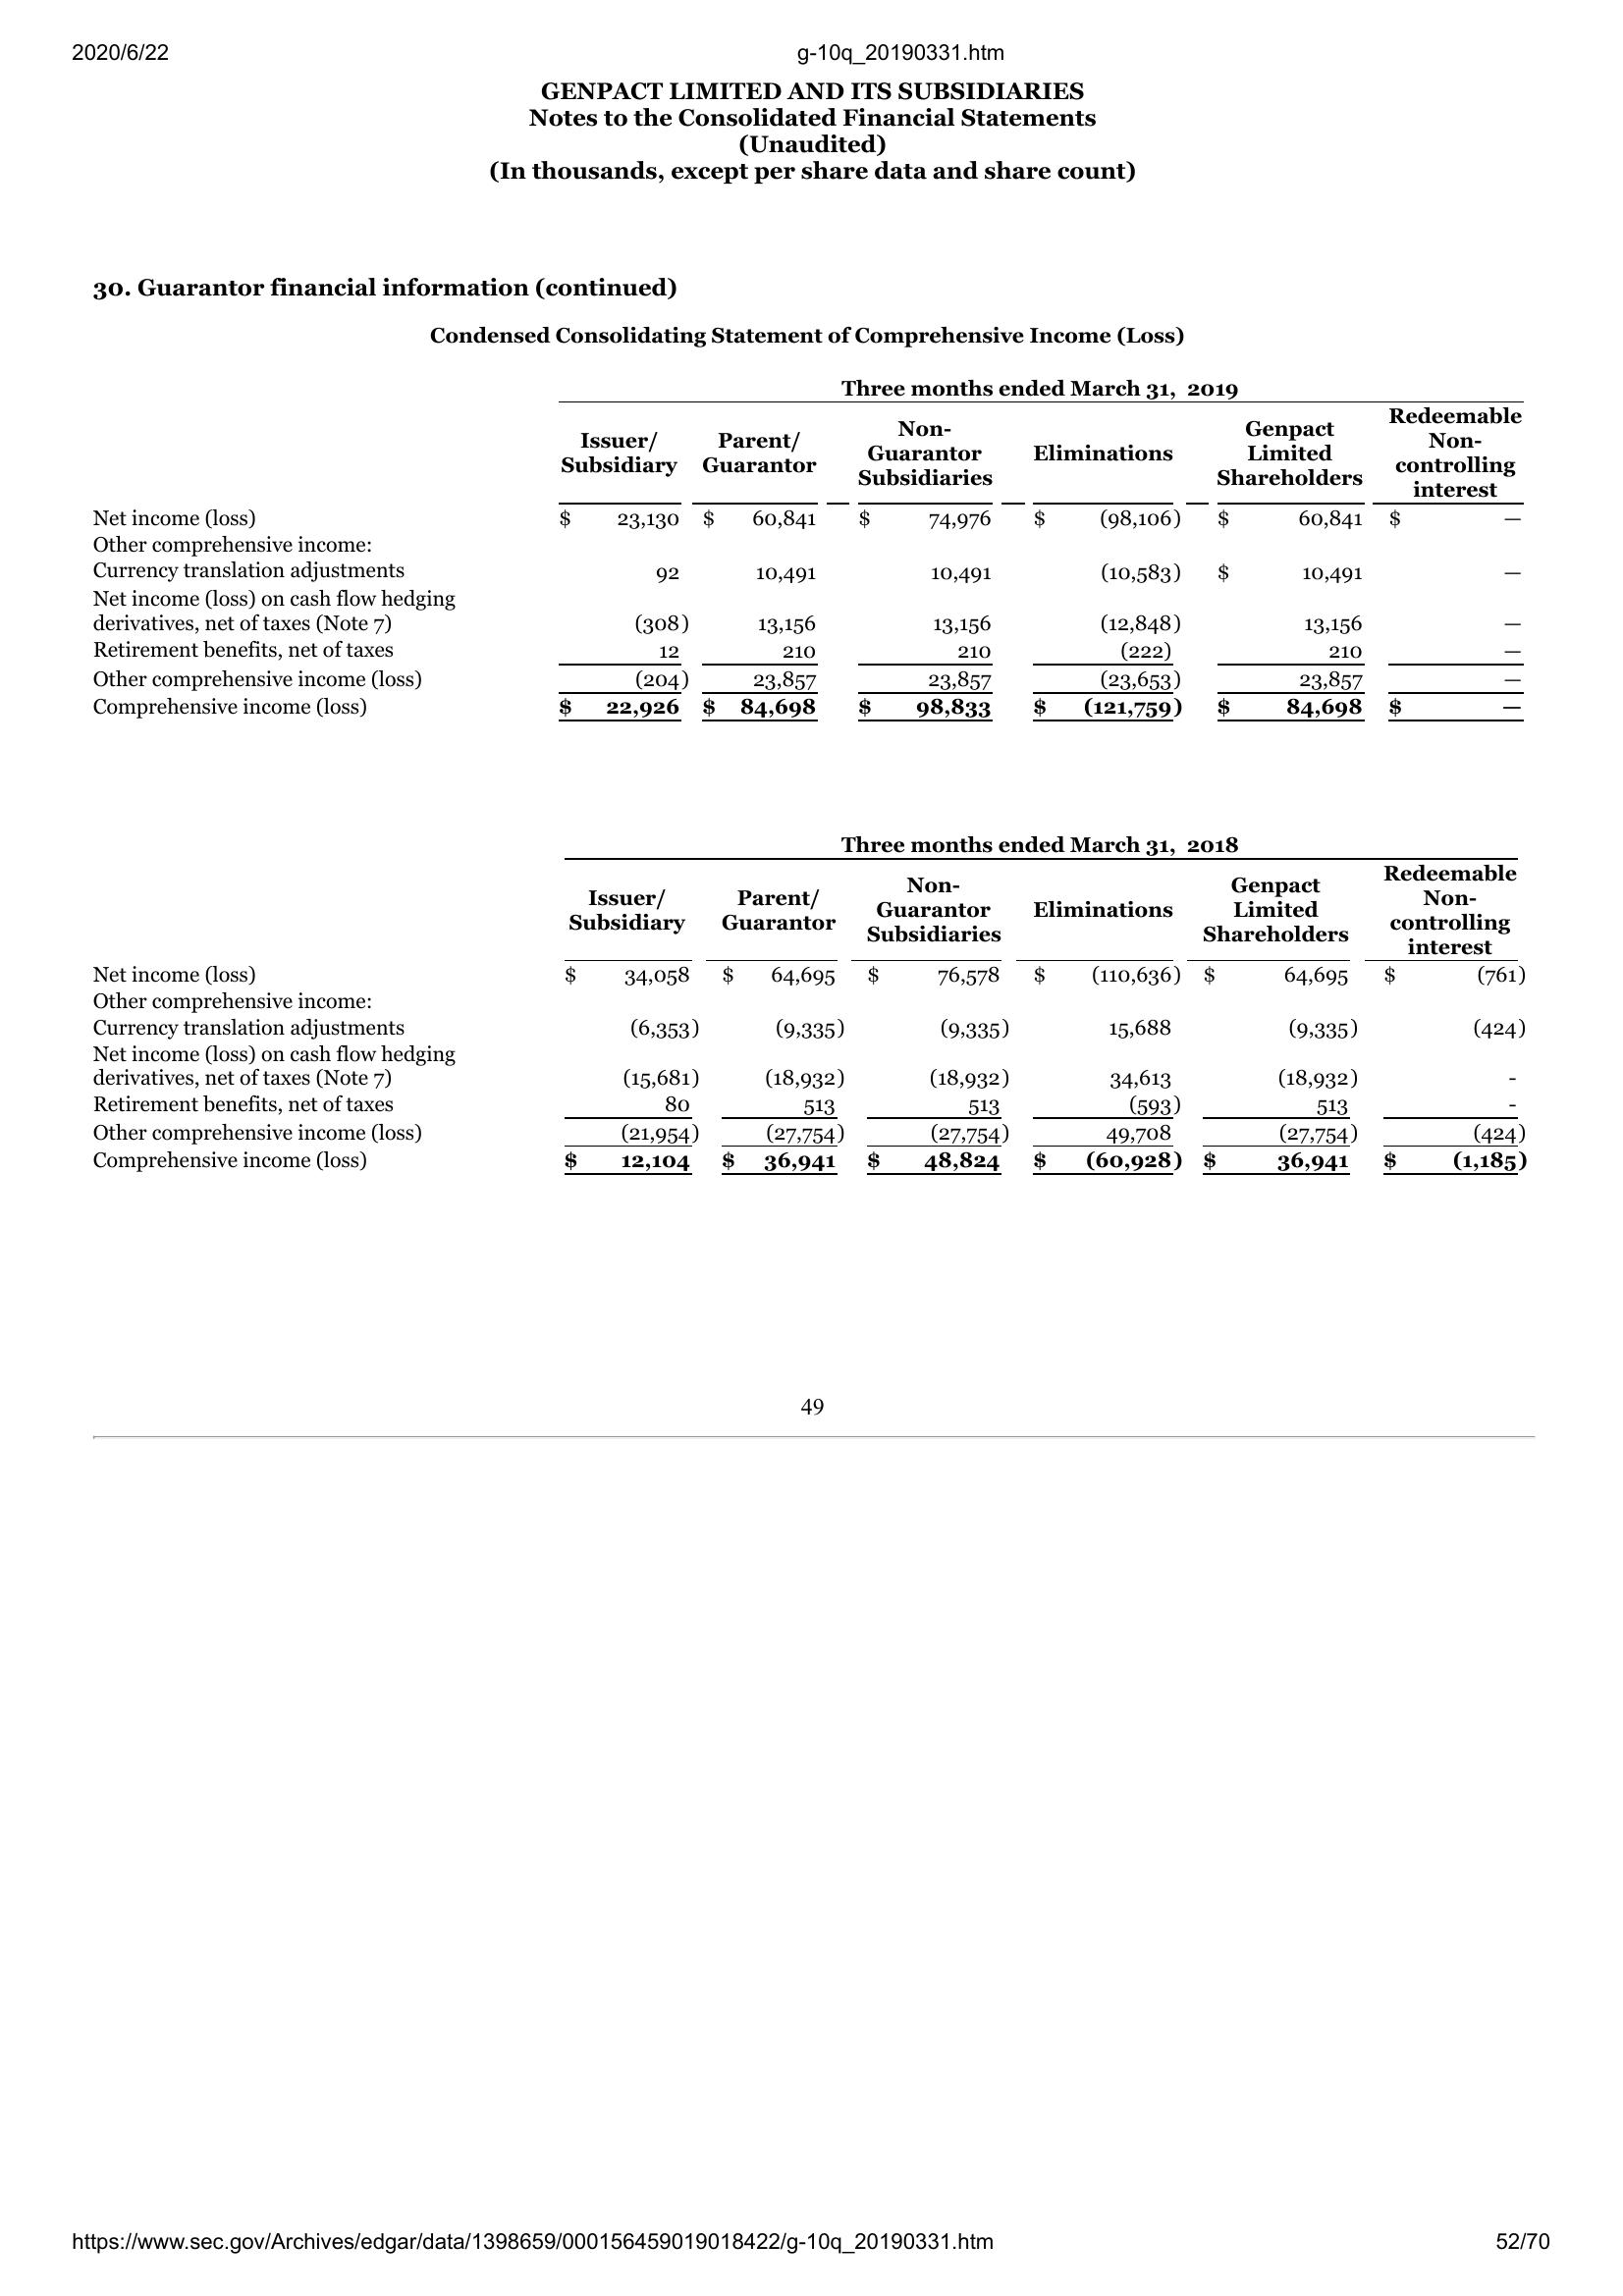 2020/6/22 g-10q_20190331.htm
GENPACT LIMITED AND ITS SUBSIDIARIES
Notes to the Consolidated Financial Statements
(Unaudited)
(In thousands, except per share data and share count)
30. Guarantor financial information (continued)
Condensed Consolidating Statement of Comprehensive Income (Loss)
Three months ended March 31, 2019
Issuer/ Subsidiary Parent/ Guarantor Non- Guarantor Subsidiaries Eliminations Genpact Limited Shareholders Redeemable Non- controlling interest
Net income (loss) $ 23,130 $ 60,841 $ 74,976 $ (98,106) $ 60,841 $ —
Other comprehensive income:
Currency translation adjustments 92 10,491 10,491 (10,583) $ 10,491 —
Net income (loss) on cash flow hedging
derivatives, net of taxes (Note 7) (308) 13,156 13,156 (12,848) 13,156 —
Retirement benefits, net of taxes 12 210 210 (222) 210 —
Other comprehensive income (loss) (204) 23,857 23,857 (23,653) 23,857 —
Comprehensive income (loss) $ 22,926 $ 84,698 $ 98,833 $ (121,759) $ 84,698 $ —
Three months ended March 31, 2018
Issuer/ Subsidiary Parent/ Guarantor Non- Guarantor Subsidiaries Eliminations Genpact Limited Shareholders Redeemable Non- controlling interest
Net income (loss) $ 34,058 $ 64,695 $ 76,578 $ (110,636) $ 64,695 $ (761)
Other comprehensive income:
Currency translation adjustments (6,353) (9,335) (9,335) 15,688 (9,335) (424)
Net income (loss) on cash flow hedging
derivatives, net of taxes (Note 7) (15,681) (18,932) (18,932) 34,613 (18,932) -
Retirement benefits, net of taxes 80 513 513 (593) 513 -
Other comprehensive income (loss) (21,954) (27,754) (27,754) 49,708 (27,754) (424)
Comprehensive income (loss) $ 12,104 $ 36,941 $ 48,824 $ (60,928) $ 36,941 $ (1,185)
49
https://www.sec.gov/Archives/edgar/data/1398659/000156459019018422/g-10q_20190331.htm 52/70